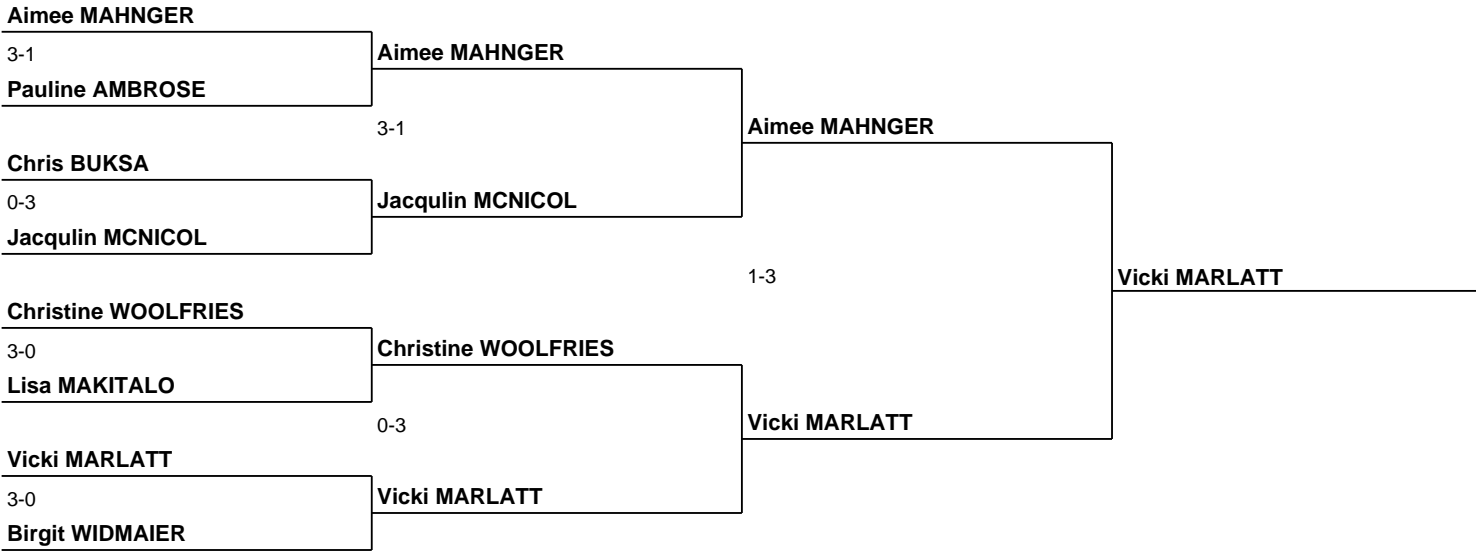 Aimee MAHNGER
3-1
Pauline AMBROSE
Chris BUKSA
0-3
Jacqulin MCNICOL
Christine WOOLFRIES
3-0
Lisa MAKITALO
Vicki MARLATT
3-0
Birgit WIDMAIER
Aimee MAHNGER
3-1
Jacqulin MCNICOL
Christine WOOLFRIES
0-3
Vicki MARLATT
Aimee MAHNGER
1-3
Vicki MARLATT
Vicki MARLATT